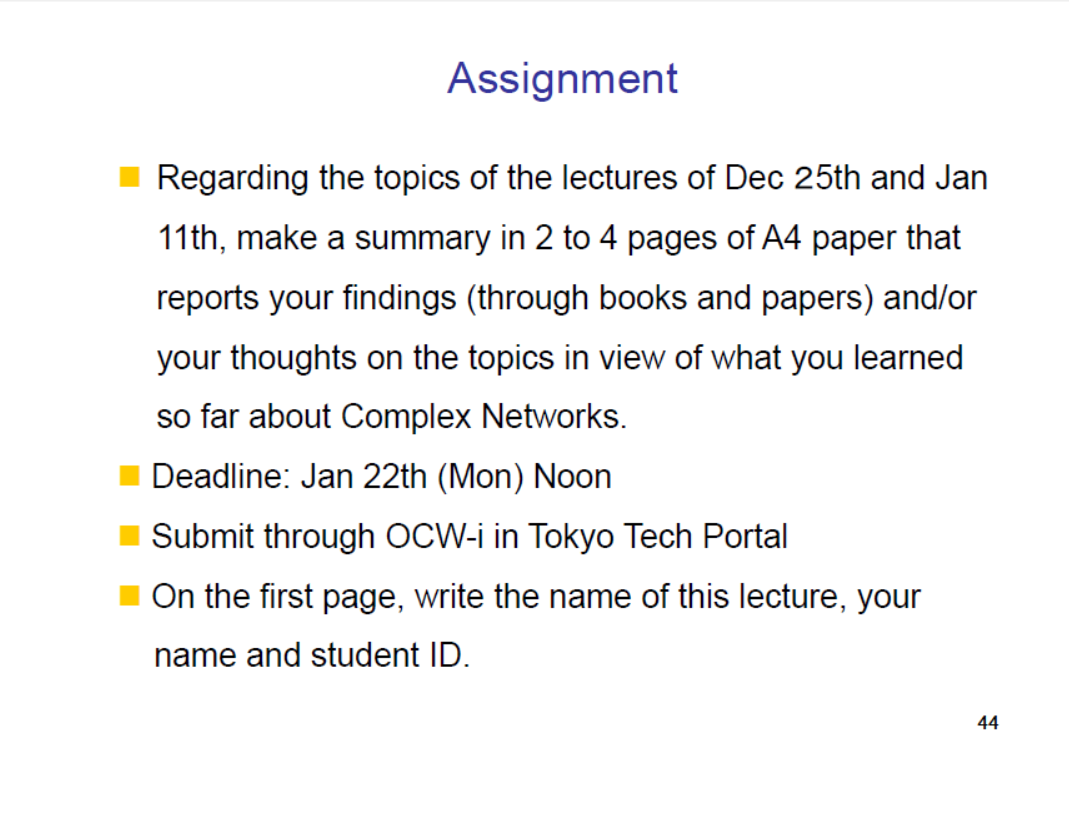 Assignment
Regarding the topics of the lectures of Dec 25th and Jan
11th, make a summary in 2 to 4 pages of A4 paper that
reports your findings (through books and papers) and/or
your thoughts on the topics in view of what you learned
so far about Complex Networks.
Deadline: Jan 22th (Mon) Noon
Submit through OCW-i in Tokyo Tech Portal
On the first page, write the name of this lecture, your
name and student ID.
44